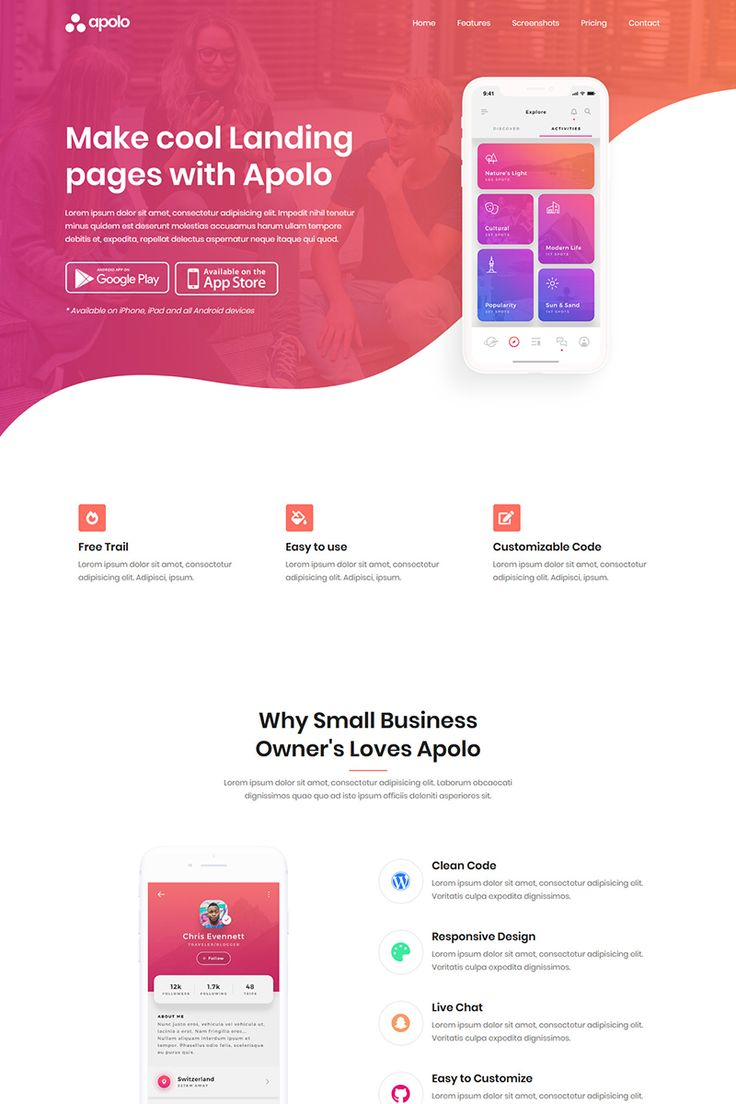 apolo
Home
Features
Screenshots
Pricing
Contact
Make cool Landing
pages with Apolo
Lorem ipsum dolor sit amet, consectetur adipisicing elit. Impedit nihil tenetur
minus quidem est deserunt molestias accusamus harum ullam tempore
debitis et, expedita, repellat delectus aspernatur neque itaque qui quod.
ANDROID APP ON
Google Play
Available on the
App Store
* Available on iPhone, iPad and all Android devices
9:41
Explore
DISCOVER
ACTIVITIES
Nature's Light
Cultural
Modern Life
Popularity
Sun & Sand
Free Trail
Lorem ipsum dolor sit amet, consectetur
adipisicing elit. Adipisci, ipsum.
Easy to use
Lorem ipsum dolor sit amet, consectetur
adipisicing elit. Adipisci, ipsum.
Customizable Code
Lorem ipsum dolor sit amet, consectetur
adipisicing elit. Adipisci, ipsum.
Why Small Business
Owner's Loves Apolo
Lorem ipsum dolor sit amet, consectetur adipisicing elit. Laborum obcaecati
dignissimos quae quo ad iste ipsum officiis deleniti asperiores sit.
Chris Evennett
TRAVELER/BLOGGER
+ Follow
12k
FOLLOWERS
1.7k
FOLLOWING
48
TRIPS
ABOUT ME
Nunc justo eros, vehicula vel vehicula ut,
lacinia a erat. Nam fringilla eros...
Nullam aliquam interdum ipsum et
tempor. Phasellus odio felis, scelerisque
eu purus quis.
Switzerland
Clean Code
Lorem ipsum dolor sit amet, consectetur adipisicing elit.
Veritatis culpa expedita dignissimos.
Responsive Design
Lorem ipsum dolor sit amet, consectetur adipisicing elit.
Veritatis culpa expedita dignissimos.
Live Chat
Lorem ipsum dolor sit amet, consectetur adipisicing elit.
Veritatis culpa expedita dignissimos.
Easy to Customize
Lorem ipsum dolor sit amet, consectetur adipisicing elit.